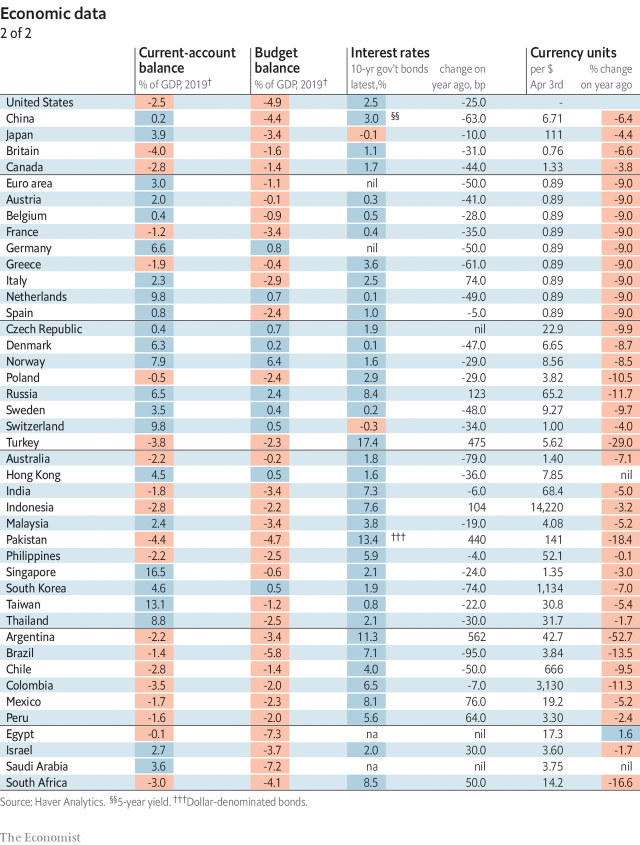 Economic data
2 of 2
Current-account balance Budget balance Interest rates Currency units
% of GDP, 2019† % of GDP, 2019† 10-yr gov't bonds latest,% change on year ago, bp per $ Apr 3rd % change on year ago
United States -2.5 -4.9 2.5 -25.0 -
China 0.2 -4.4 3.0 §§ -63.0 6.71 -6.4
Japan 3.9 -3.4 -0.1 -10.0 111 -4.4
Britain -4.0 -1.6 1.1 -31.0 0.76 -6.6
Canada -2.8 -1.4 1.7 -44.0 1.33 -3.8
Euro area 3.0 -1.1 nil -50.0 0.89 -9.0
Austria 2.0 -0.1 0.3 -41.0 0.89 -9.0
Belgium 0.4 -0.9 0.5 -28.0 0.89 -9.0
France -1.2 -3.4 0.4 -35.0 0.89 -9.0
Germany 6.6 0.8 nil -50.0 0.89 -9.0
Greece -1.9 -0.4 3.6 -61.0 0.89 -9.0
Italy 2.3 -2.9 2.5 74.0 0.89 -9.0
Netherlands 9.8 0.7 0.1 -49.0 0.89 -9.0
Spain 0.8 -2.4 1.0 -5.0 0.89 -9.0
Czech Republic 0.4 0.7 1.9 nil 22.9 -9.9
Denmark 6.3 0.2 0.1 -47.0 6.65 -8.7
Norway 7.9 6.4 1.6 -29.0 8.56 -8.5
Poland -0.5 -2.4 2.9 -29.0 3.82 -10.5
Russia 6.5 2.4 8.4 123 65.2 -11.7
Sweden 3.5 0.4 0.2 -48.0 9.27 -9.7
Switzerland 9.8 0.5 -0.3 -34.0 1.00 -4.0
Turkey -3.8 -2.3 17.4 475 5.62 -29.0
Australia -2.2 -0.2 1.8 -79.0 1.40 -7.1
Hong Kong 4.5 0.5 1.6 -36.0 7.85 nil
India -1.8 -3.4 7.3 -6.0 68.4 -5.0
Indonesia -2.8 -2.2 7.6 104 14,220 -3.2
Malaysia 2.4 -3.4 3.8 -19.0 4.08 -5.2
Pakistan -4.4 -4.7 13.4 ††† 440 141 -18.4
Philippines -2.2 -2.5 5.9 -4.0 52.1 -0.1
Singapore 16.5 -0.6 2.1 -24.0 1.35 -3.0
South Korea 4.6 0.5 1.9 -74.0 1,134 -7.0
Taiwan 13.1 -1.2 0.8 -22.0 30.8 -5.4
Thailand 8.8 -2.5 2.1 -30.0 31.7 -1.7
Argentina -2.2 -3.4 11.3 562 42.7 -52.7
Brazil -1.4 -5.8 7.1 -95.0 3.84 -13.5
Chile -2.8 -1.4 4.0 -50.0 666 -9.5
Colombia -3.5 -2.0 6.5 -7.0 3,130 -11.3
Mexico -1.7 -2.3 8.1 76.0 19.2 -5.2
Peru -1.6 -2.0 5.6 64.0 3.30 -2.4
Egypt -0.1 -7.3 na nil 17.3 1.6
Israel 2.7 -3.7 2.0 30.0 3.60 -1.7
Saudi Arabia 3.6 -7.2 na nil 3.75 nil
South Africa -3.0 -4.1 8.5 50.0 14.2 -16.6
Source: Haver Analytics. §§5-year yield. †††Dollar-denominated bonds.
The Economist